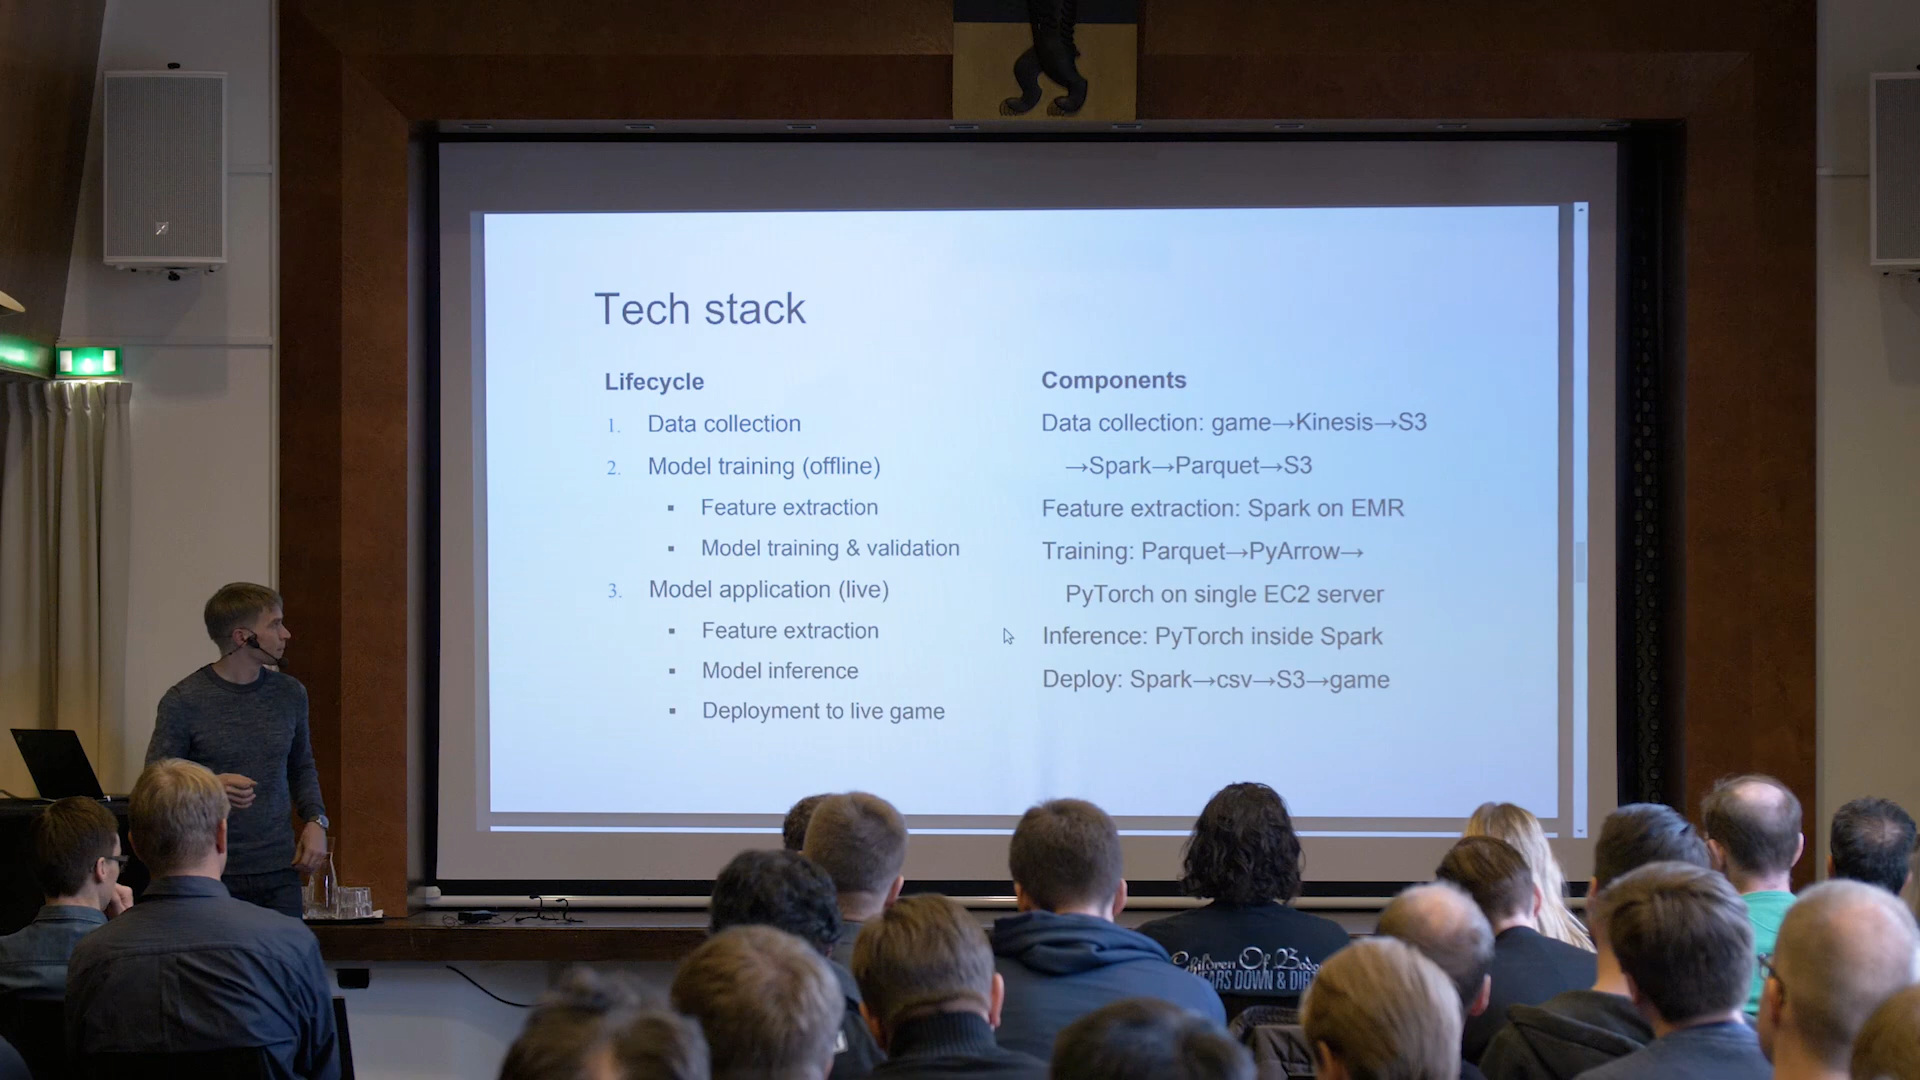 Tech stack
Lifecycle
1. Data collection
2. Model training (offline)
▪ Feature extraction
▪ Model training & validation
3. Model application (live)
▪ Feature extraction
▪ Model inference
▪ Deployment to live game
Components
Data collection: game→Kinesis→S3
→Spark→Parquet→S3
Feature extraction: Spark on EMR
Training: Parquet→PyArrow→
PyTorch on single EC2 server
Inference: PyTorch inside Spark
Deploy: Spark→csv→S3→game
Children Of
DOWN &